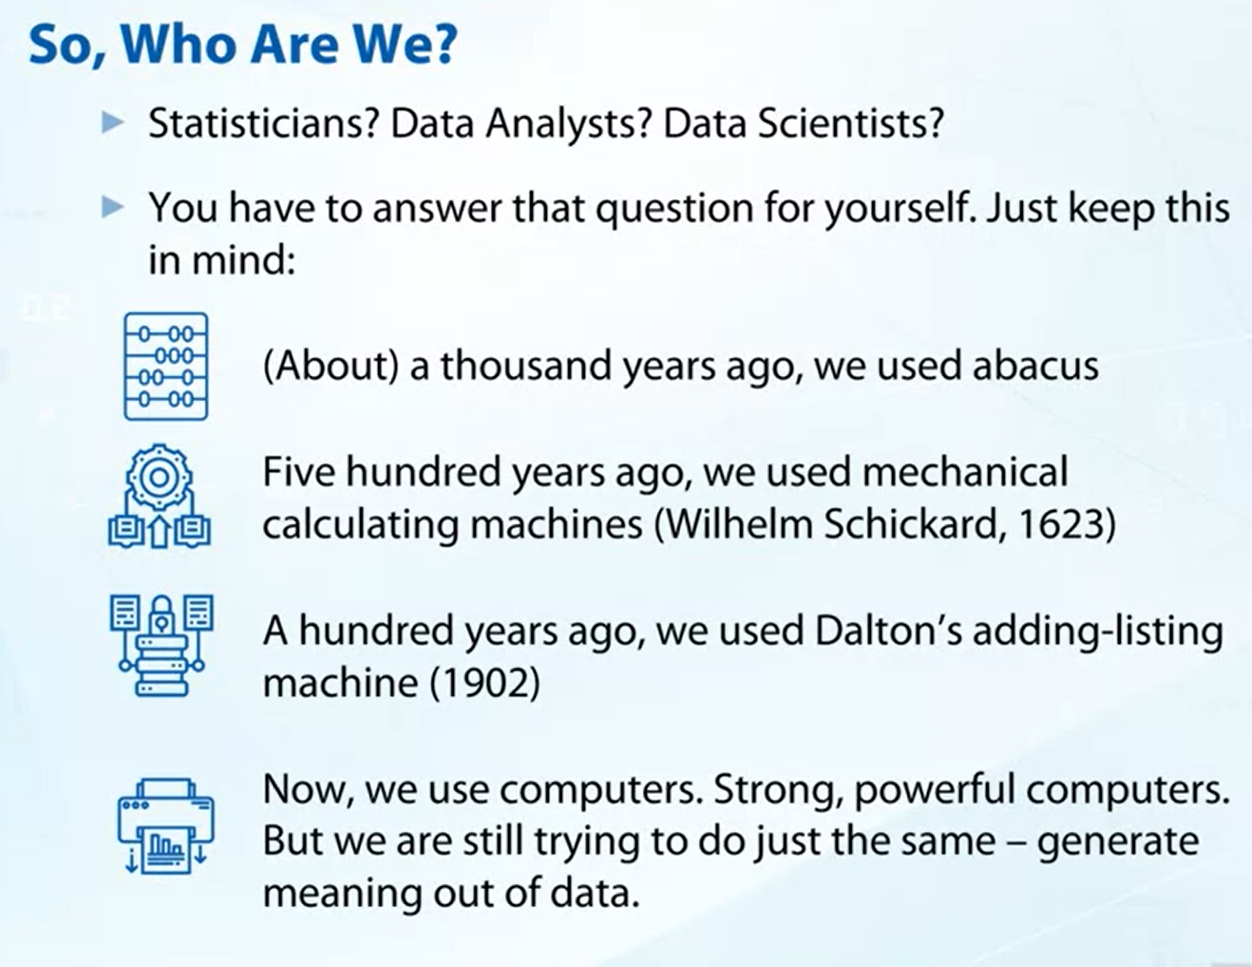 So, Who Are We?
Statisticians? Data Analysts? Data Scientists?
You have to answer that question for yourself. Just keep this
in mind:
(About) a thousand years ago, we used abacus
Five hundred years ago, we used mechanical
calculating machines (Wilhelm Schickard, 1623)
A hundred years ago, we used Dalton’s adding-listing
machine (1902)
Now, we use computers. Strong, powerful computers.
But we are still trying to do just the same – generate
meaning out of data.